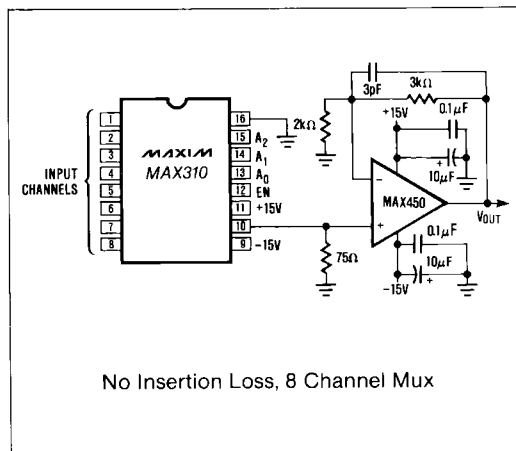 INPUT
CHANNELS
1
2
3
4
5
6
7
8
MAXIM
MAX310
16
15 A2
14 A1
13 A0
12 EN
11 +15V
10
9 -15V
2kΩ
3pF
3kΩ
+15V
0.1μF
10μF
+
-
+
MAX450
VOUT
75Ω
0.1μF
10μF
-15V
+
No Insertion Loss, 8 Channel Mux